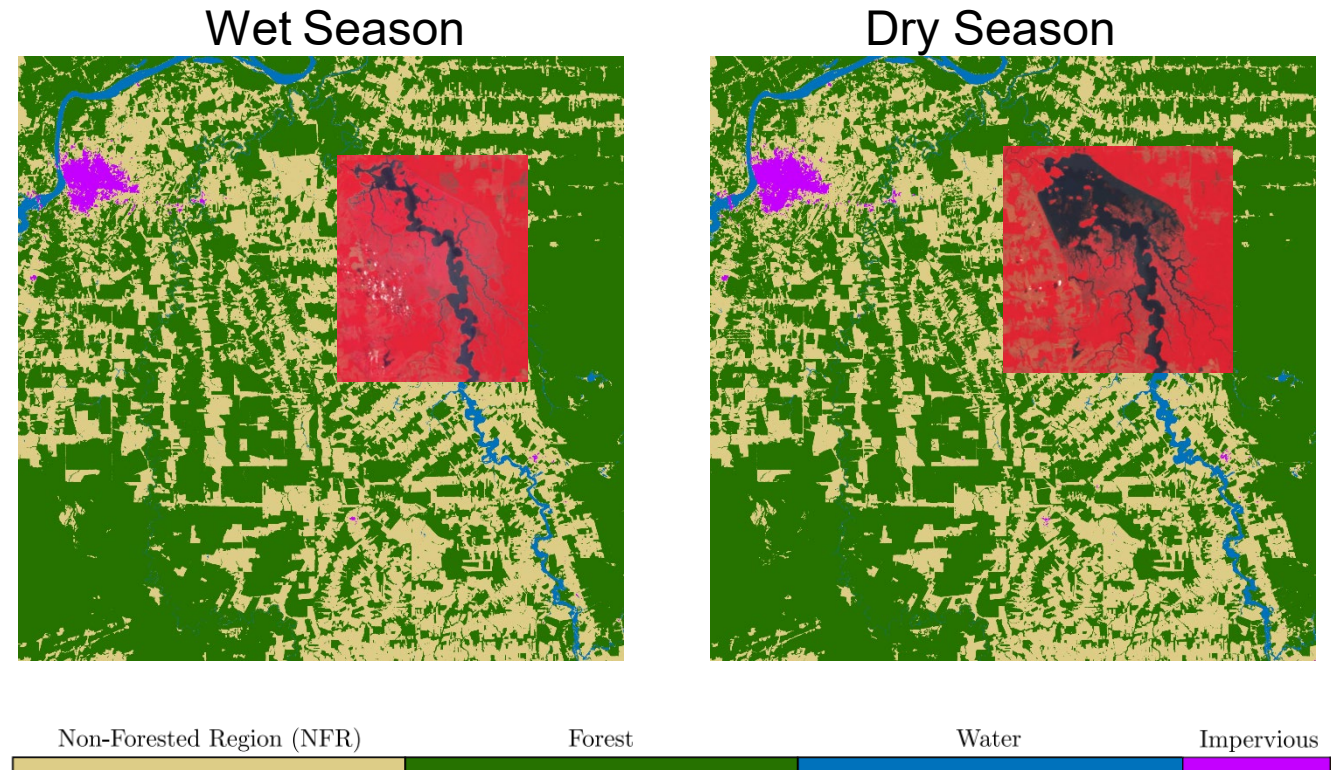 Wet Season
Dry Season
Non-Forested Region (NFR)
Forest
Water
Impervious